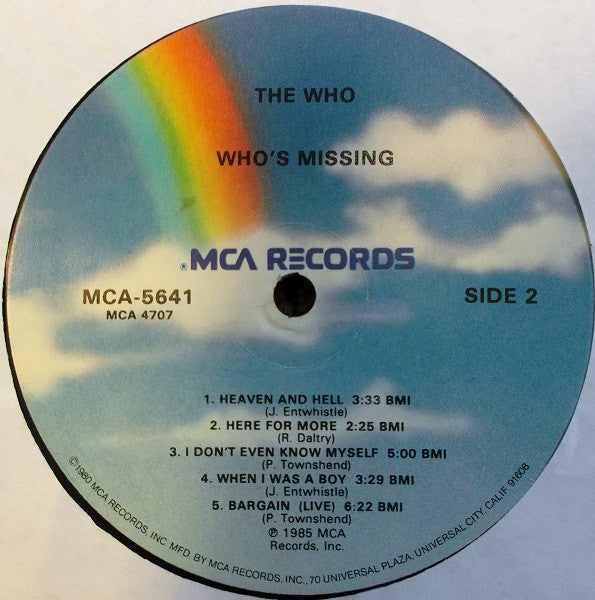 THE WHO
WHO'S MISSING
® MCA RECORDS
MCA-5641
MCA 4707
SIDE 2
1. HEAVEN AND HELL 3:33 BMI
(J. Entwhistle)
2. HERE FOR MORE 2:25 BMI
(R. Daltry)
3. I DON'T EVEN KNOW MYSELF 5:00 BMI
(P. Townshend)
4. WHEN I WAS A BOY 3:29 BMI
(J. Entwhistle)
5. BARGAIN (LIVE) 6:22 BMI
(P. Townshend)
℗ 1985 MCA
Records, Inc.
©1980 MCA RECORDS, INC. MFD. BY MCA RECORDS, INC., 70 UNIVERSAL PLAZA, UNIVERSAL CITY, CALIF. 91608